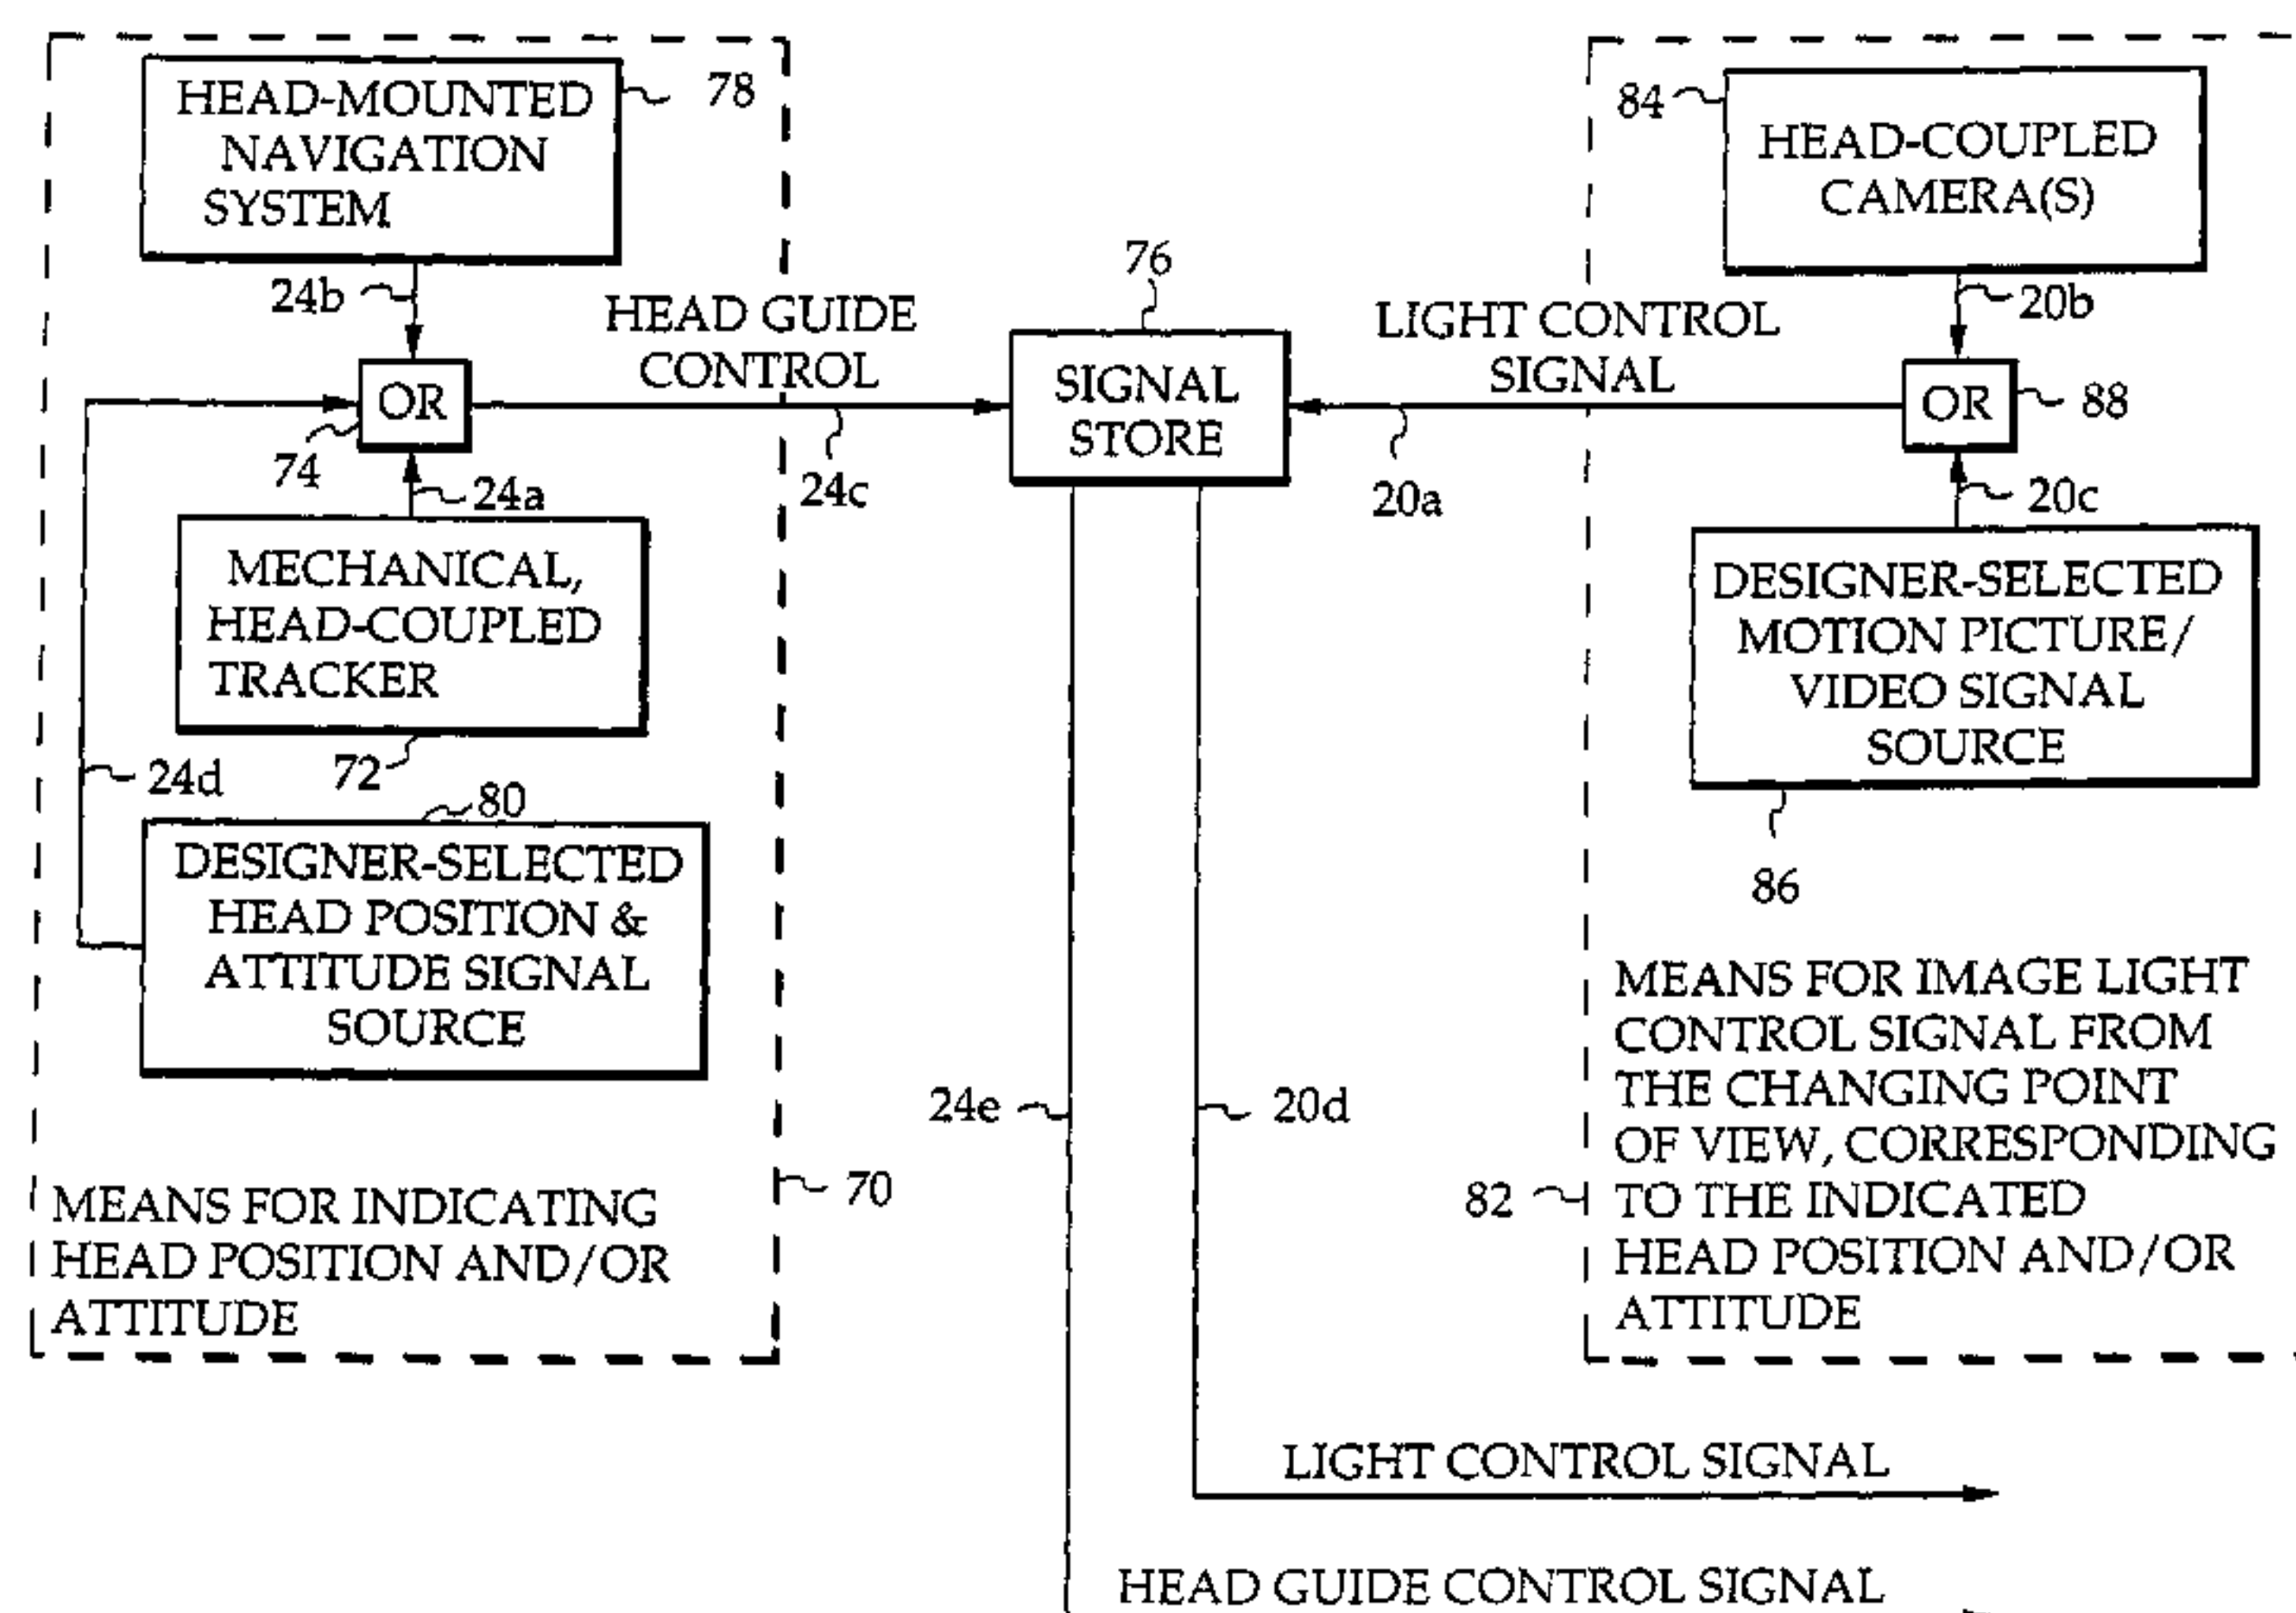 HEAD-MOUNTED
NAVIGATION
SYSTEM
78
24b
HEAD GUIDE
CONTROL
OR
74
24a
24c
MECHANICAL,
HEAD-COUPLED
TRACKER
72
24d
80
DESIGNER-SELECTED
HEAD POSITION &
ATTITUDE SIGNAL
SOURCE
MEANS FOR INDICATING
HEAD POSITION AND/OR
ATTITUDE
70
76
SIGNAL
STORE
24e
20d
LIGHT CONTROL
SIGNAL
20a
84
HEAD-COUPLED
CAMERA(S)
20b
OR
88
20c
DESIGNER-SELECTED
MOTION PICTURE/
VIDEO SIGNAL
SOURCE
86
MEANS FOR IMAGE LIGHT
CONTROL SIGNAL FROM
THE CHANGING POINT
OF VIEW, CORRESPONDING
TO THE INDICATED
HEAD POSITION AND/OR
ATTITUDE
82
LIGHT CONTROL SIGNAL
HEAD GUIDE CONTROL SIGNAL